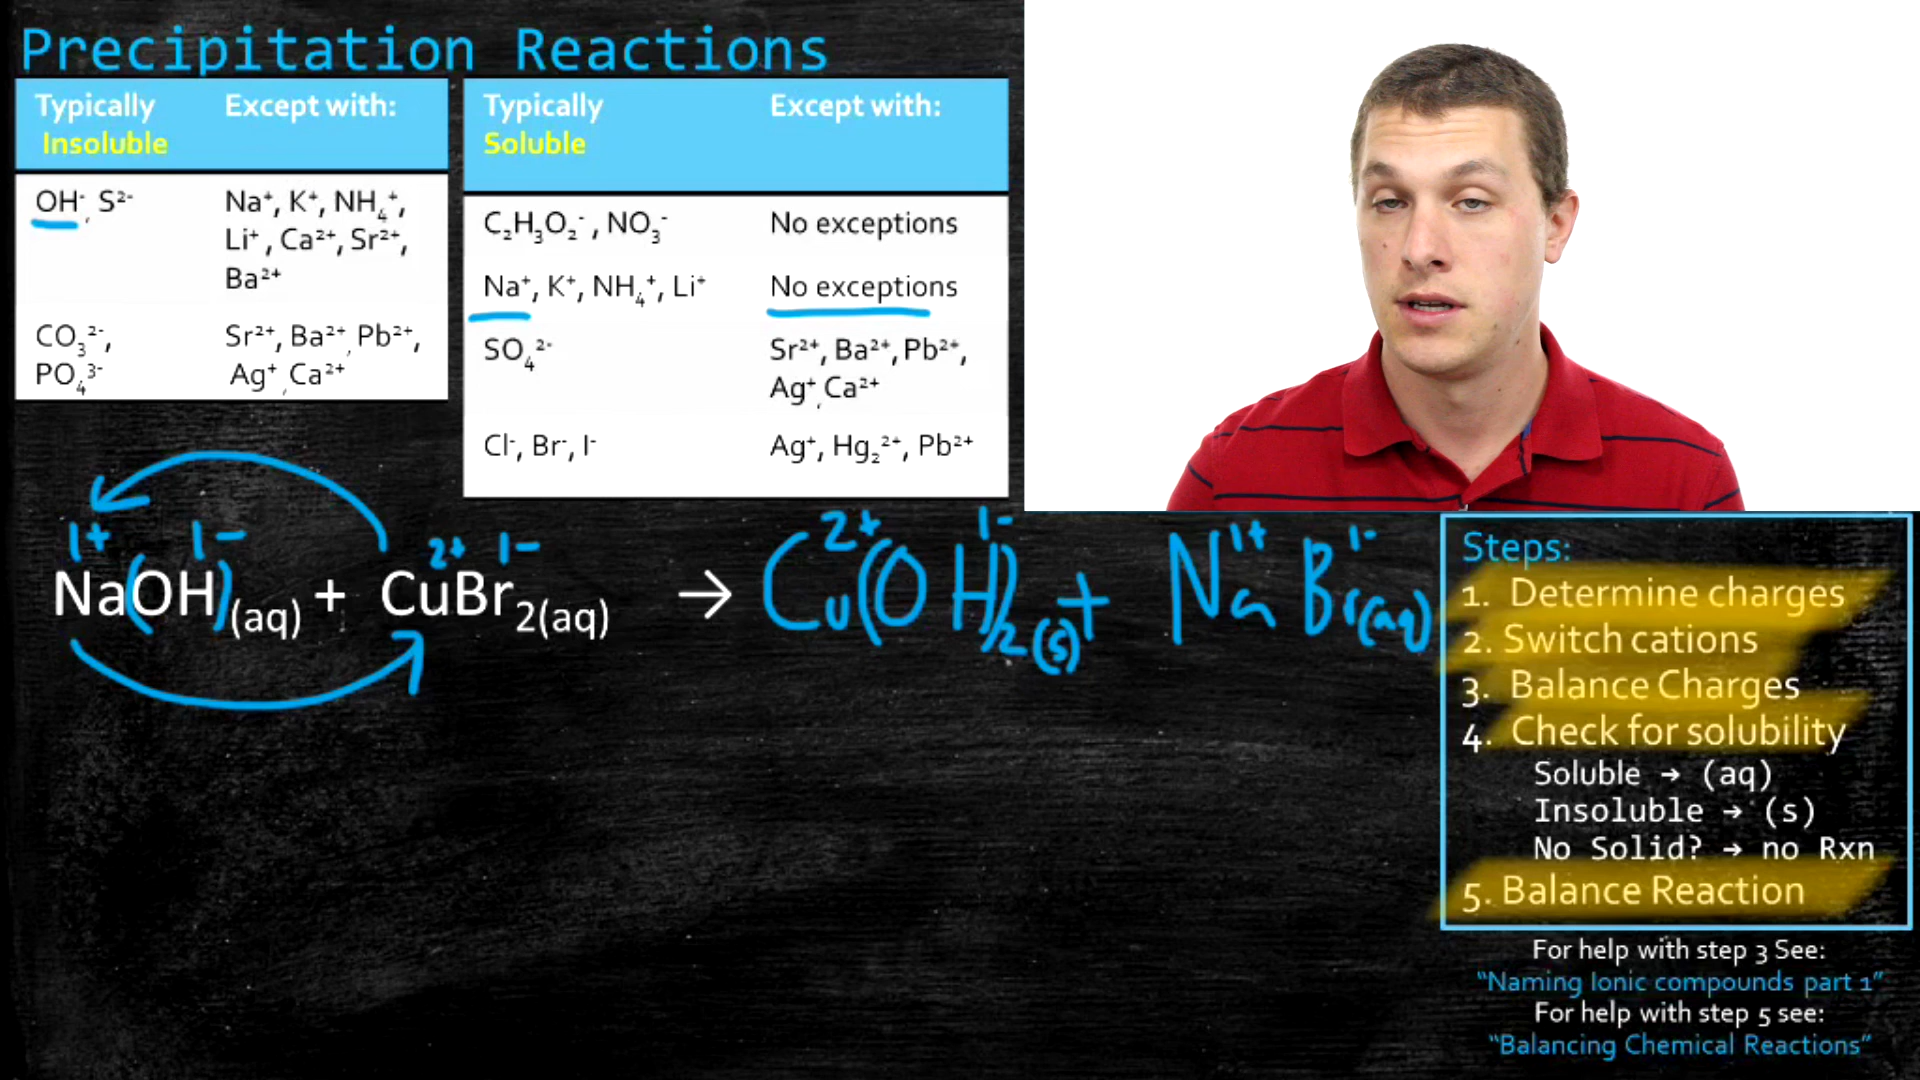 Precipitation Reactions
Typically Insoluble	Except with:
OH⁻, S²⁻	Na⁺, K⁺, NH₄⁺,
Li⁺, Ca²⁺, Sr²⁺,
Ba²⁺
CO₃²⁻,	Sr²⁺, Ba²⁺, Pb²⁺,
PO₄³⁻	Ag⁺, Ca²⁺
Typically Soluble	Except with:
C₂H₃O₂⁻, NO₃⁻	No exceptions
Na⁺, K⁺, NH₄⁺, Li⁺	No exceptions
SO₄²⁻	Sr²⁺, Ba²⁺, Pb²⁺,
Ag⁺, Ca²⁺
Cl⁻, Br⁻, I⁻	Ag⁺, Hg₂²⁺, Pb²⁺
1+ 1- 2+ 1- 2+ 1- 1+ 1-
Na(OH)(aq) + CuBr₂(aq) → Cu(OH)₂(s) + NaBr(aq)
Steps:
1. Determine charges
2. Switch cations
3. Balance Charges
4. Check for solubility
Soluble → (aq)
Insoluble → (s)
No Solid? → no Rxn
5. Balance Reaction
For help with step 3 See:
"Naming Ionic compounds part 1"
For help with step 5 see:
"Balancing Chemical Reactions"